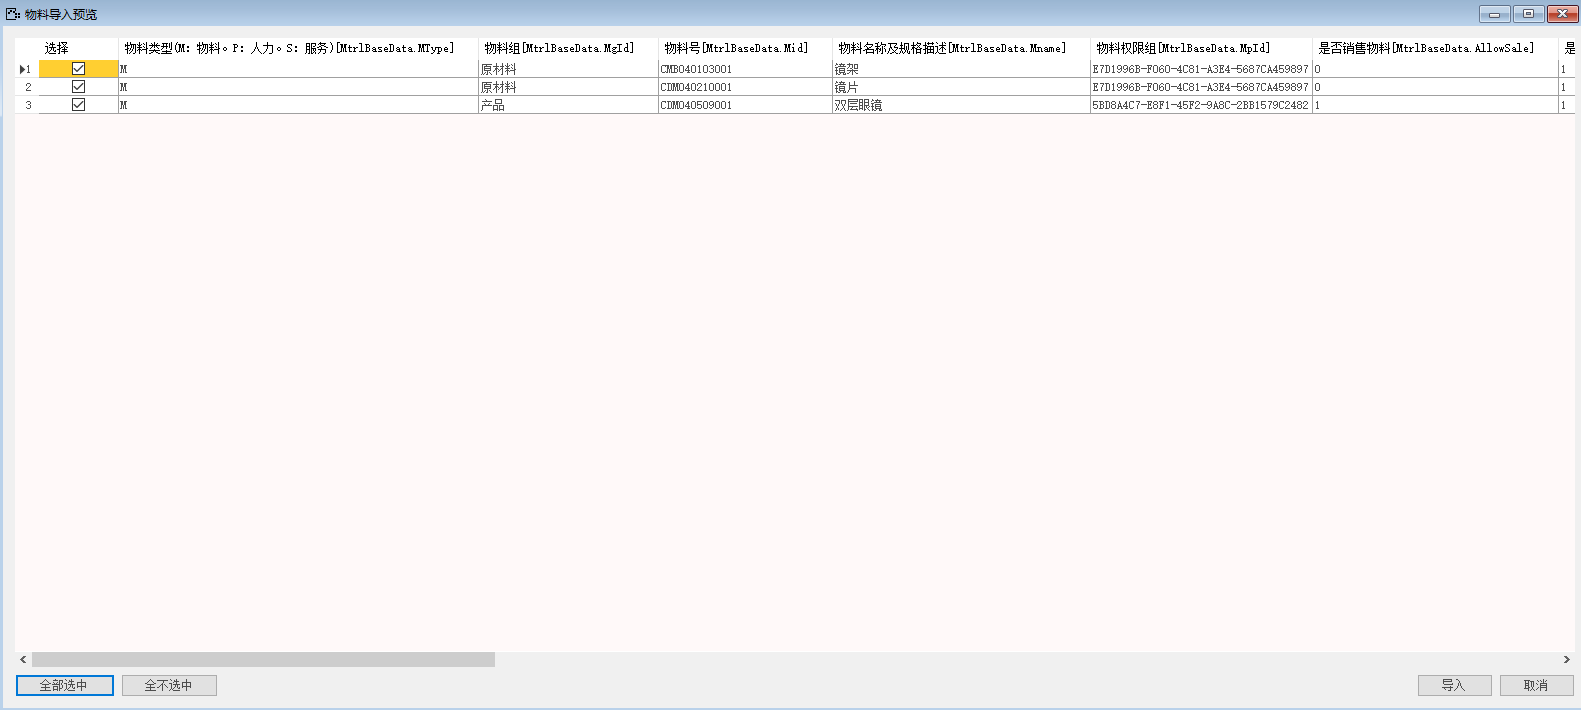 物料导入预览
选择 物料类型(M：物料。P：人力。S：服务)[MtrlBaseData.MType] 物料组[MtrlBaseData.MgId] 物料号[MtrlBaseData.Mid] 物料名称及规格描述[MtrlBaseData.Mname] 物料权限组[MtrlBaseData.MpId] 是否销售物料[MtrlBaseData.AllowSale] 是
1 M 原材料 CMB040103001 镜架 E7D1996B-F060-4C81-A3E4-5687CA459897 0 1
2 M 原材料 CDM040210001 镜片 E7D1996B-F060-4C81-A3E4-5687CA459897 0 1
3 M 产品 CDM040509001 双层眼镜 5BD8A4C7-E8F1-45F2-9A8C-2BB1579C2482 1 1
全部选中 全不选中 导入 取消